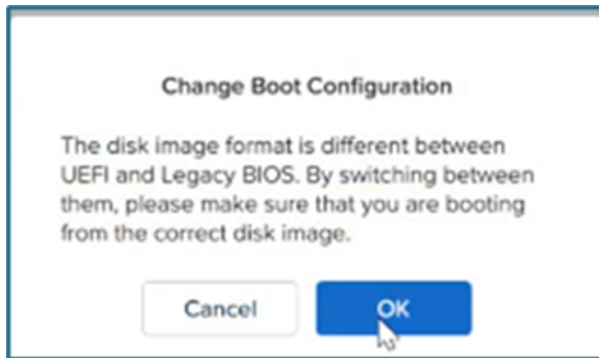 Change Boot Configuration
The disk image format is different between
UEFI and Legacy BIOS. By switching between
them, please make sure that you are booting
from the correct disk image.
Cancel
OK